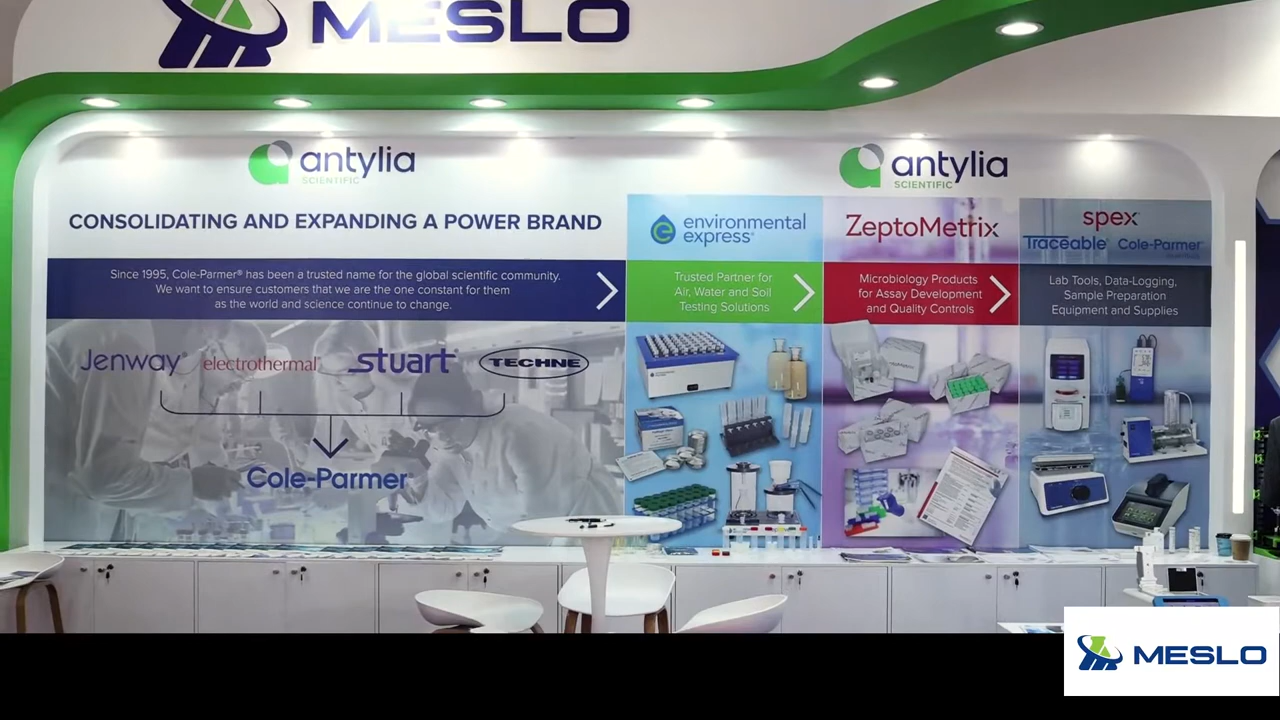 MESLO
antylia
SCIENTIFIC
CONSOLIDATING AND EXPANDING A POWER BRAND
Since 1995, Cole-Parmer® has been a trusted name for the global scientific community.
We want to ensure customers that we are the one constant for them
as the world and science continue to change.
Jenway® electrothermal™ stuart® TECHNE
Cole-Parmer
antylia
SCIENTIFIC
environmental
express®
Trusted Partner for
Air, Water and Soil
Testing Solutions
ZeptoMetrix
Microbiology Products
for Assay Development
and Quality Controls
spex
Traceable® Cole-Parmer
Lab Tools, Data-Logging,
Sample Preparation
Equipment and Supplies
MESLO